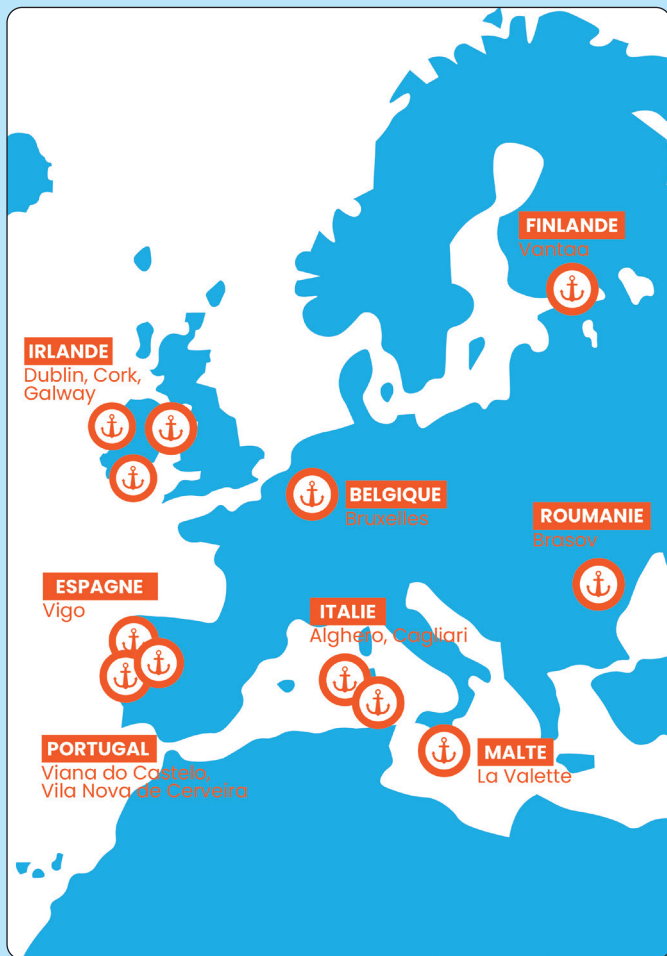 FINLANDE
Vantaa
IRLANDE
Dublin, Cork,
Galway
BELGIQUE
Bruxelles
ROUMANIE
Brasov
ESPAGNE
Vigo
ITALIE
Alghero, Cagliari
PORTUGAL
Viana do Castelo,
Vila Nova de Cerveira
MALTE
La Valette